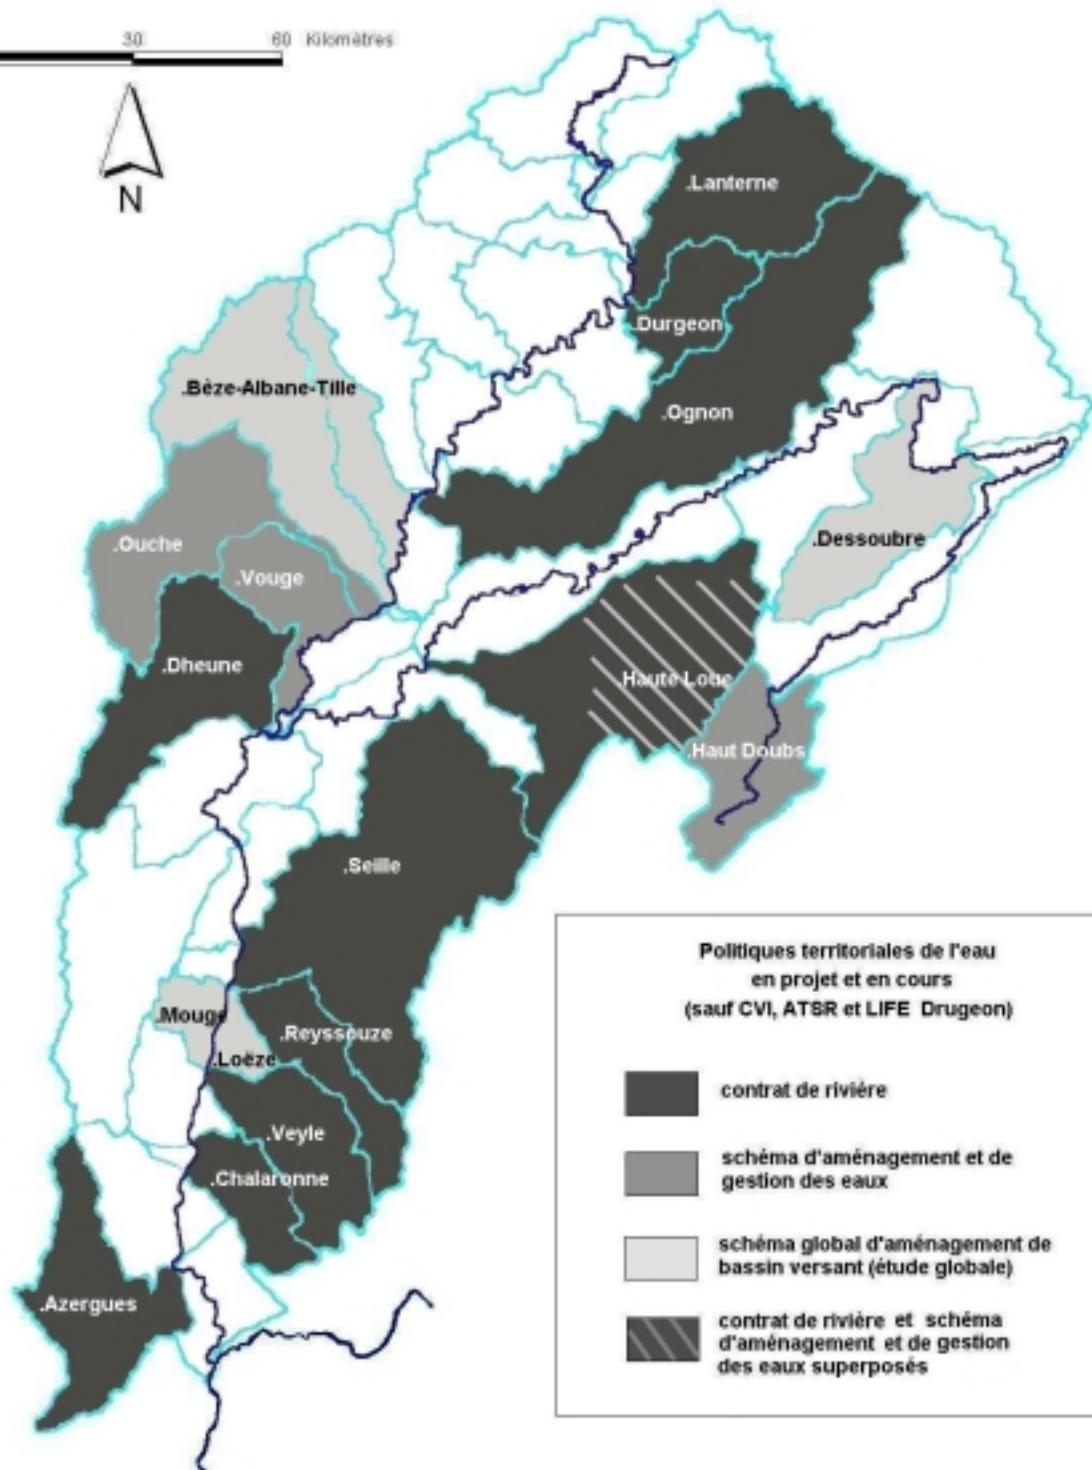 30 60 Kilomètres
N
.Lanterne
.Durgeon
.Bèze-Albane-Tille
.Ognon
.Ouche
.Dessoubre
.Vouge
.Dheune
.Haute Loue
.Haut Doubs
.Seille
Politiques territoriales de l'eau
en projet et en cours
(sauf CVI, ATSR et LIFE Drugeon)
.Mouge
.Reyssouze
.Loëze
contrat de rivière
.Veyle
.Chalaronne
schéma d'aménagement et de
gestion des eaux
schéma global d'aménagement de
bassin versant (étude globale)
.Azergues
contrat de rivière et schéma
d'aménagement et de gestion
des eaux superposés